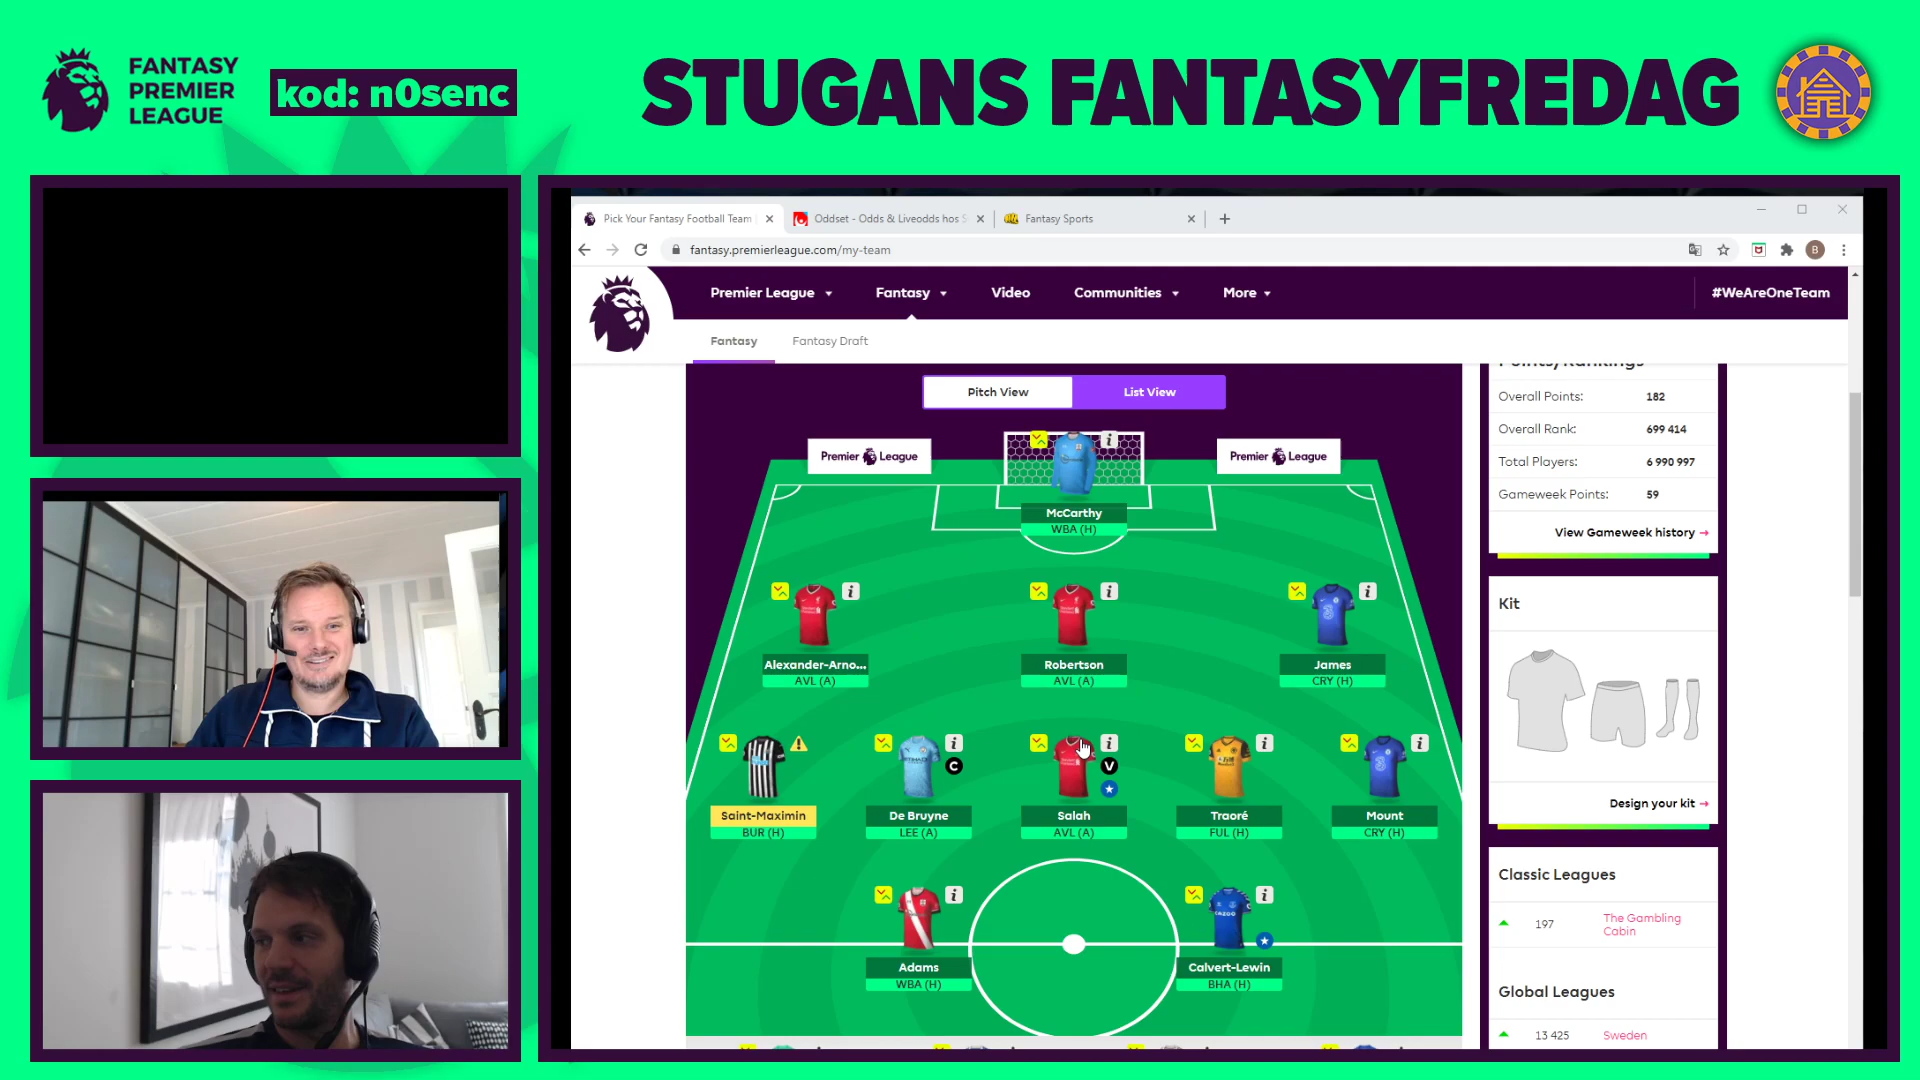 FANTASY
PREMIER
LEAGUE
kod: n0senc
STUGANS FANTASYFREDAG
Pick Your Fantasy Football Team
Oddset - Odds & Liveodds hos S
Fantasy Sports
fantasy.premierleague.com/my-team
B
Premier League
Fantasy
Video
Communities
More
#WeAreOneTeam
Fantasy
Fantasy Draft
Pitch View
List View
Premier League
Premier League
McCarthy
WBA (H)
Alexander-Arno...
AVL (A)
Robertson
AVL (A)
James
CRY (H)
Saint-Maximin
BUR (H)
C
De Bruyne
LEE (A)
V
Salah
AVL (A)
Traoré
FUL (H)
Mount
CRY (H)
Adams
WBA (H)
Calvert-Lewin
BHA (H)
Points/Rankings
Overall Points: 182
Overall Rank: 699 414
Total Players: 6 990 997
Gameweek Points: 59
View Gameweek history
Kit
Design your kit
Classic Leagues
197 The Gambling
Cabin
Global Leagues
13 425 Sweden